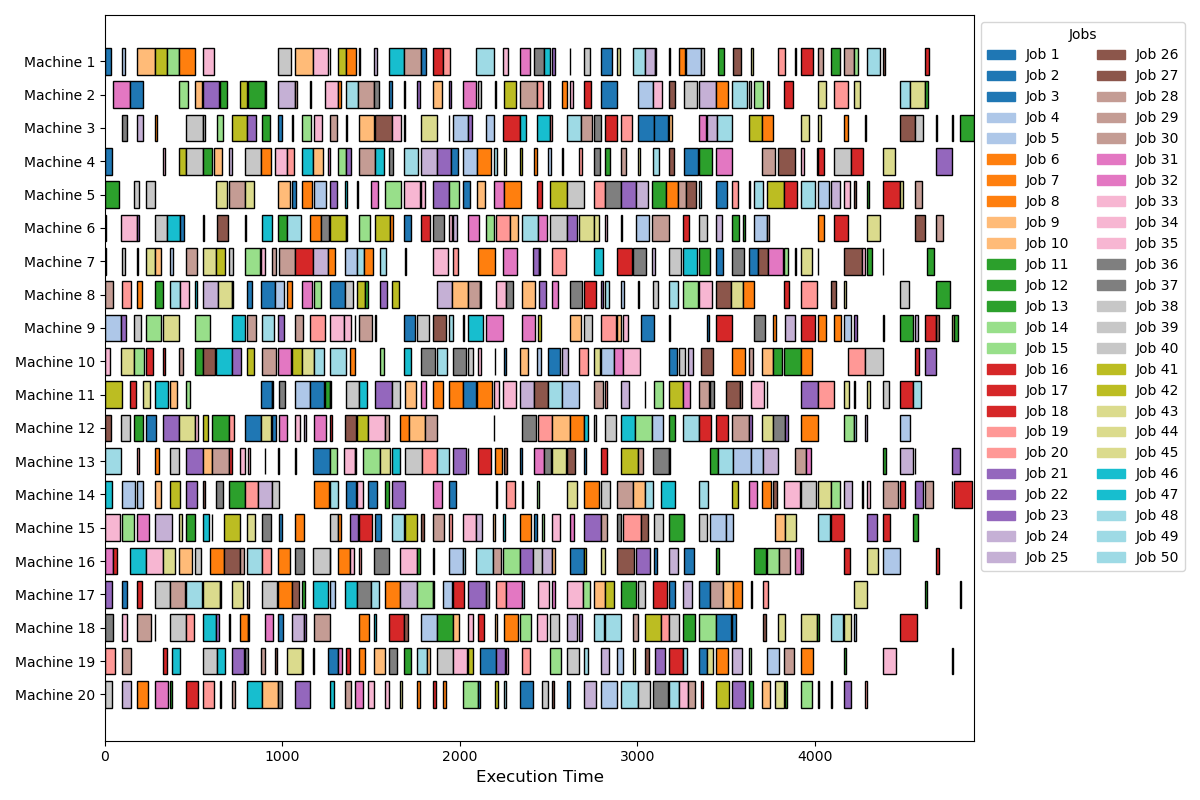 Machine 1
Machine 2
Machine 3
Machine 4
Machine 5
Machine 6
Machine 7
Machine 8
Machine 9
Machine 10
Machine 11
Machine 12
Machine 13
Machine 14
Machine 15
Machine 16
Machine 17
Machine 18
Machine 19
Machine 20
0 1000 2000 3000 4000
Execution Time
Jobs
Job 1
Job 2
Job 3
Job 4
Job 5
Job 6
Job 7
Job 8
Job 9
Job 10
Job 11
Job 12
Job 13
Job 14
Job 15
Job 16
Job 17
Job 18
Job 19
Job 20
Job 21
Job 22
Job 23
Job 24
Job 25
Job 26
Job 27
Job 28
Job 29
Job 30
Job 31
Job 32
Job 33
Job 34
Job 35
Job 36
Job 37
Job 38
Job 39
Job 40
Job 41
Job 42
Job 43
Job 44
Job 45
Job 46
Job 47
Job 48
Job 49
Job 50